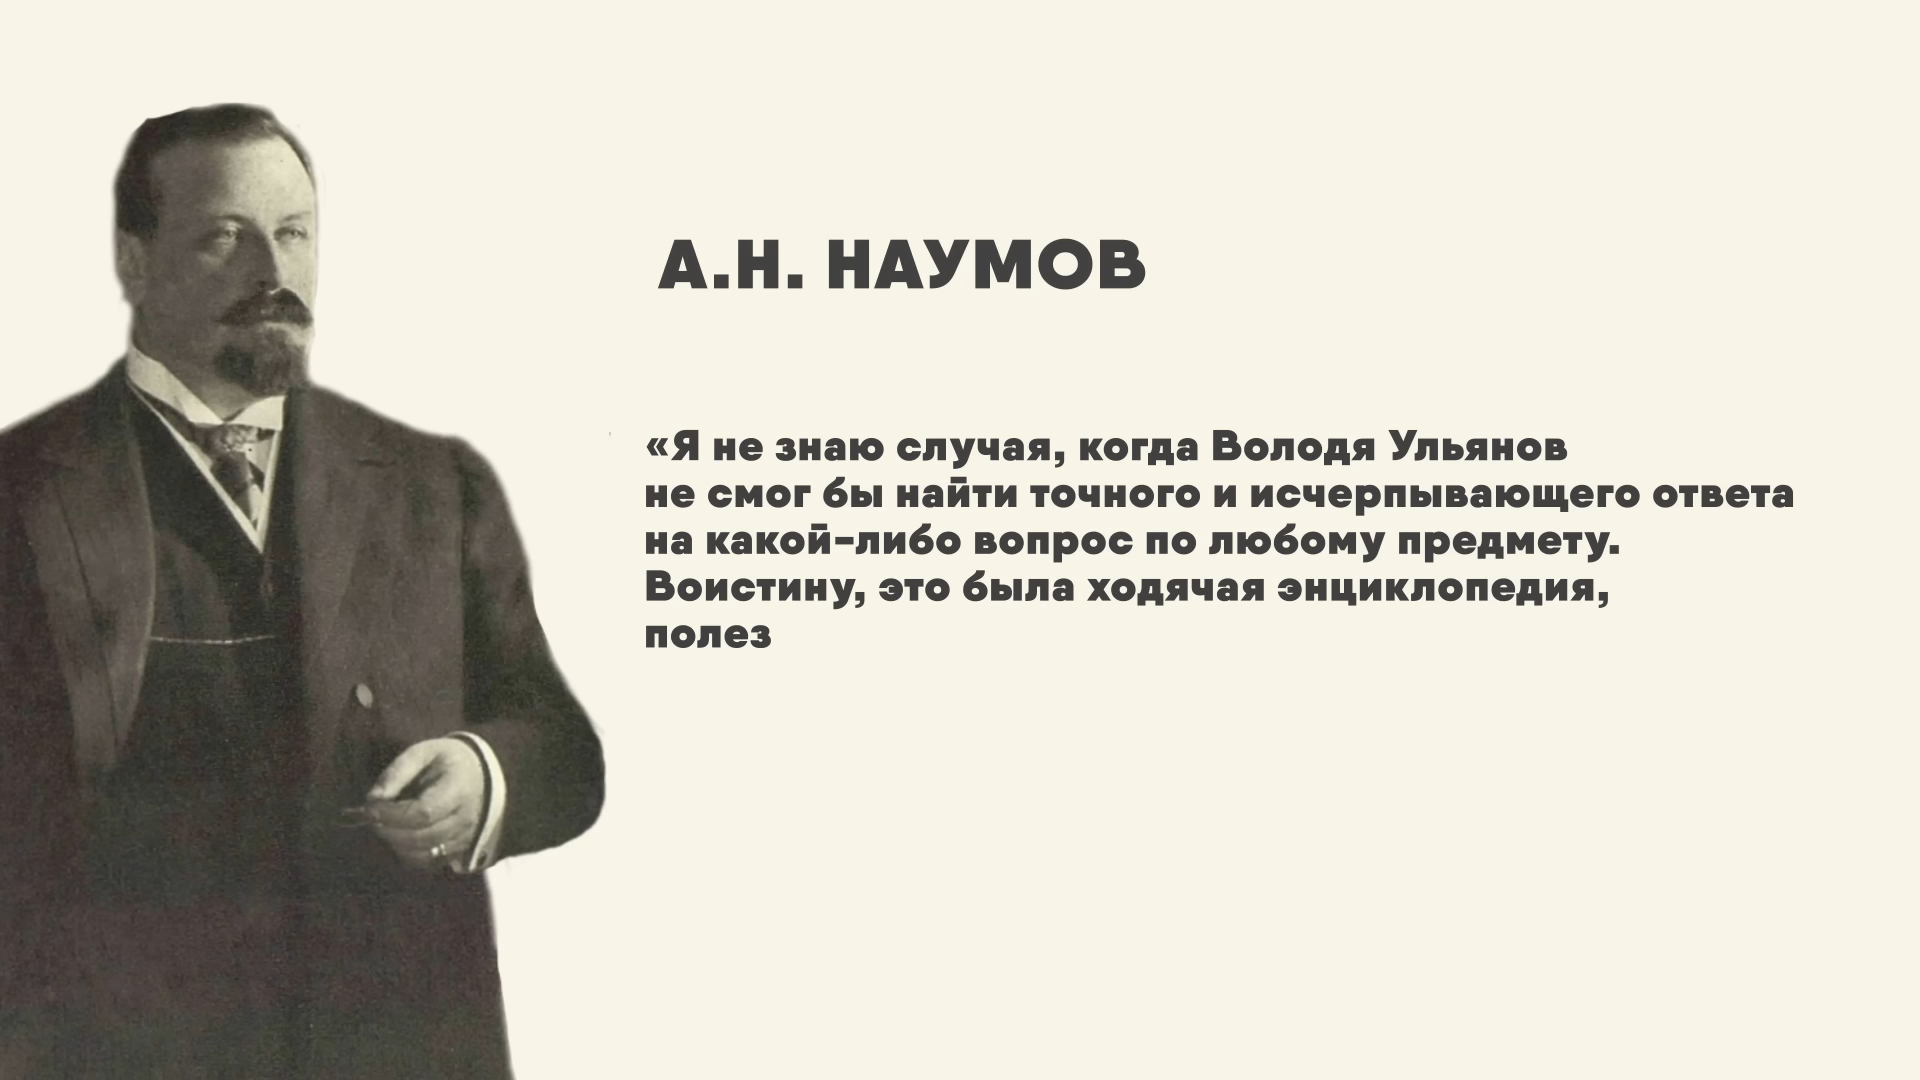 А.Н. НАУМОВ
«Я не знаю случая, когда Володя Ульянов
не смог бы найти точного и исчерпывающего ответа
на какой-либо вопрос по любому предмету.
Воистину, это была ходячая энциклопедия,
полез